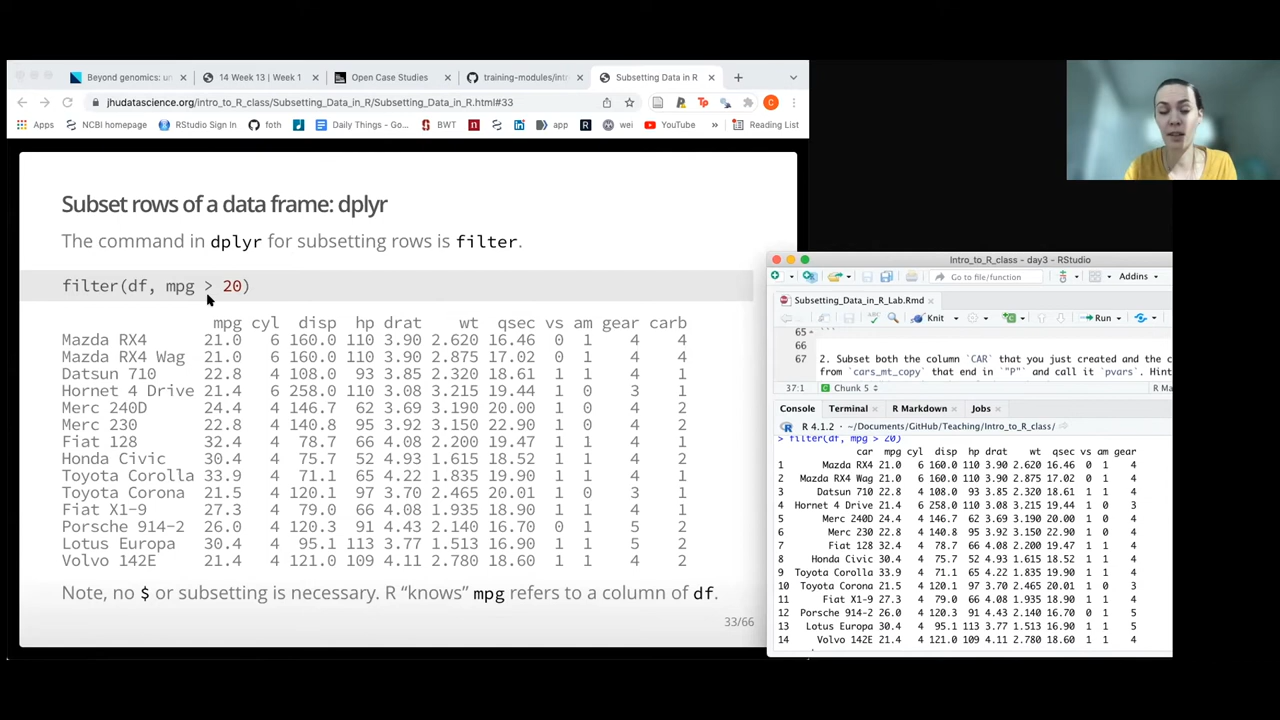 Beyond genomics: un
14 Week 13 | Week 1
Open Case Studies
training-modules/intr
Subsetting Data in R
jhudatascience.org/intro_to_R_class/Subsetting_Data_in_R/Subsetting_Data_in_R.html#33
Apps
NCBI homepage
RStudio Sign In
foth
Daily Things - Go...
BWT
app
wei
YouTube
»
Reading List
Subset rows of a data frame: dplyr
The command in dplyr for subsetting rows is filter.
filter(df, mpg > 20)
mpg cyl disp hp drat wt qsec vs am gear carb
Mazda RX4 21.0 6 160.0 110 3.90 2.620 16.46 0 1 4 4
Mazda RX4 Wag 21.0 6 160.0 110 3.90 2.875 17.02 0 1 4 4
Datsun 710 22.8 4 108.0 93 3.85 2.320 18.61 1 1 4 1
Hornet 4 Drive 21.4 6 258.0 110 3.08 3.215 19.44 1 0 3 1
Merc 240D 24.4 4 146.7 62 3.69 3.190 20.00 1 0 4 2
Merc 230 22.8 4 140.8 95 3.92 3.150 22.90 1 0 4 2
Fiat 128 32.4 4 78.7 66 4.08 2.200 19.47 1 1 4 1
Honda Civic 30.4 4 75.7 52 4.93 1.615 18.52 1 1 4 2
Toyota Corolla 33.9 4 71.1 65 4.22 1.835 19.90 1 1 4 1
Toyota Corona 21.5 4 120.1 97 3.70 2.465 20.01 1 0 3 1
Fiat X1-9 27.3 4 79.0 66 4.08 1.935 18.90 1 1 4 1
Porsche 914-2 26.0 4 120.3 91 4.43 2.140 16.70 0 1 5 2
Lotus Europa 30.4 4 95.1 113 3.77 1.513 16.90 1 1 5 2
Volvo 142E 21.4 4 121.0 109 4.11 2.780 18.60 1 1 4 2
Note, no $ or subsetting is necessary. R “knows” mpg refers to a column of df.
33/66
Intro_to_R_class - day3 - RStudio
Go to file/function
Addins
Subsetting_Data_in_R_Lab.Rmd
Knit
Run
65
```
66
67 2. Subset both the column `CAR` that you just created and the c
from `cars_mt_copy` that end in `"P"` and call it `pvars`. Hint
37:1 Chunk 5 R Ma
Console Terminal R Markdown Jobs
R 4.1.2 · ~/Documents/GitHub/Teaching/Intro_to_R_class/
> filter(df, mpg > 20)
car mpg cyl disp hp drat wt qsec vs am gear
1 Mazda RX4 21.0 6 160.0 110 3.90 2.620 16.46 0 1 4
2 Mazda RX4 Wag 21.0 6 160.0 110 3.90 2.875 17.02 0 1 4
3 Datsun 710 22.8 4 108.0 93 3.85 2.320 18.61 1 1 4
4 Hornet 4 Drive 21.4 6 258.0 110 3.08 3.215 19.44 1 0 3
5 Merc 240D 24.4 4 146.7 62 3.69 3.190 20.00 1 0 4
6 Merc 230 22.8 4 140.8 95 3.92 3.150 22.90 1 0 4
7 Fiat 128 32.4 4 78.7 66 4.08 2.200 19.47 1 1 4
8 Honda Civic 30.4 4 75.7 52 4.93 1.615 18.52 1 1 4
9 Toyota Corolla 33.9 4 71.1 65 4.22 1.835 19.90 1 1 4
10 Toyota Corona 21.5 4 120.1 97 3.70 2.465 20.01 1 0 3
11 Fiat X1-9 27.3 4 79.0 66 4.08 1.935 18.90 1 1 4
12 Porsche 914-2 26.0 4 120.3 91 4.43 2.140 16.70 0 1 5
13 Lotus Europa 30.4 4 95.1 113 3.77 1.513 16.90 1 1 5
14 Volvo 142E 21.4 4 121.0 109 4.11 2.780 18.60 1 1 4